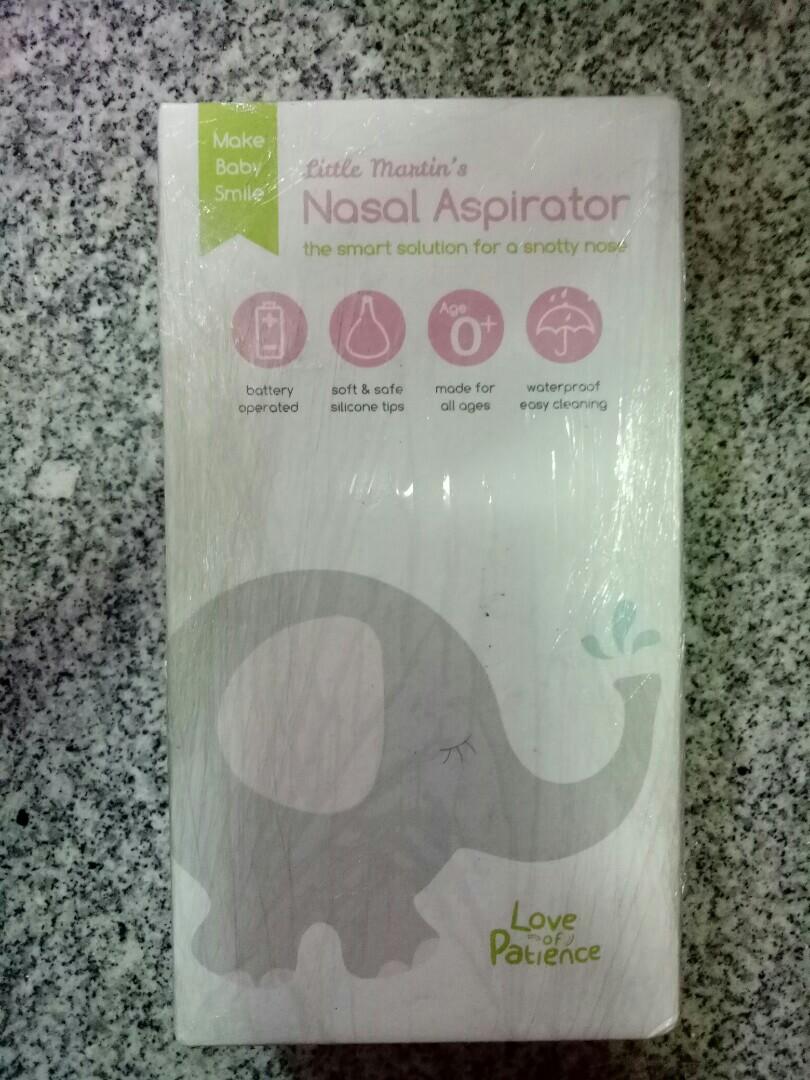 Make
Baby
Smile
Little Martin's
Nasal Aspirator
the smart solution for a snotty nose
battery
operated
soft & safe
silicone tips
Age
0+
made for
all ages
waterproof
easy cleaning
Love
of
Patience